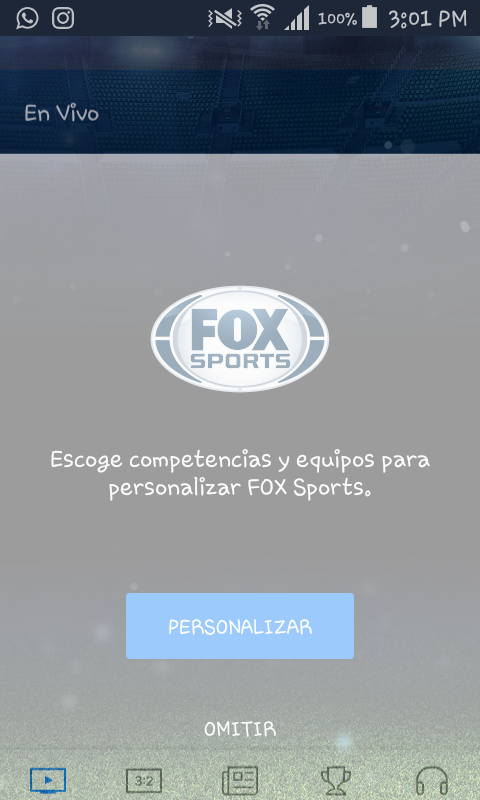 100% 3:01 PM
En Vivo
FOX
SPORTS
Escoge competencias y equipos para
personalizar FOX Sports.
PERSONALIZAR
OMITIR
3:2